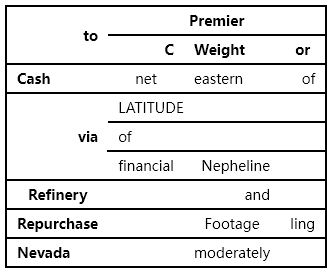 to Premier
C Weight or
Cash net eastern of
via LATITUDE
of
financial Nepheline
Refinery and
Repurchase Footage ling
Nevada moderately